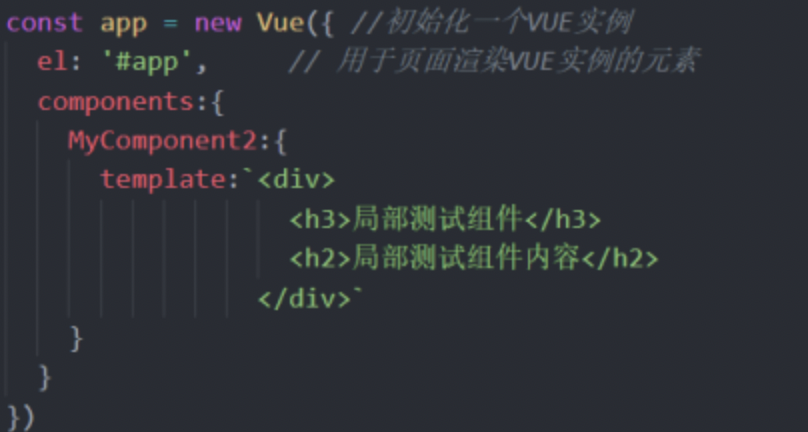 const app = new Vue({ //初始化一个VUE实例
el: '#app', // 用于页面渲染VUE实例的元素
components:{
MyComponent2:{
template:`<div>
<h3>局部测试组件</h3>
<h2>局部测试组件内容</h2>
</div>`
}
}
})